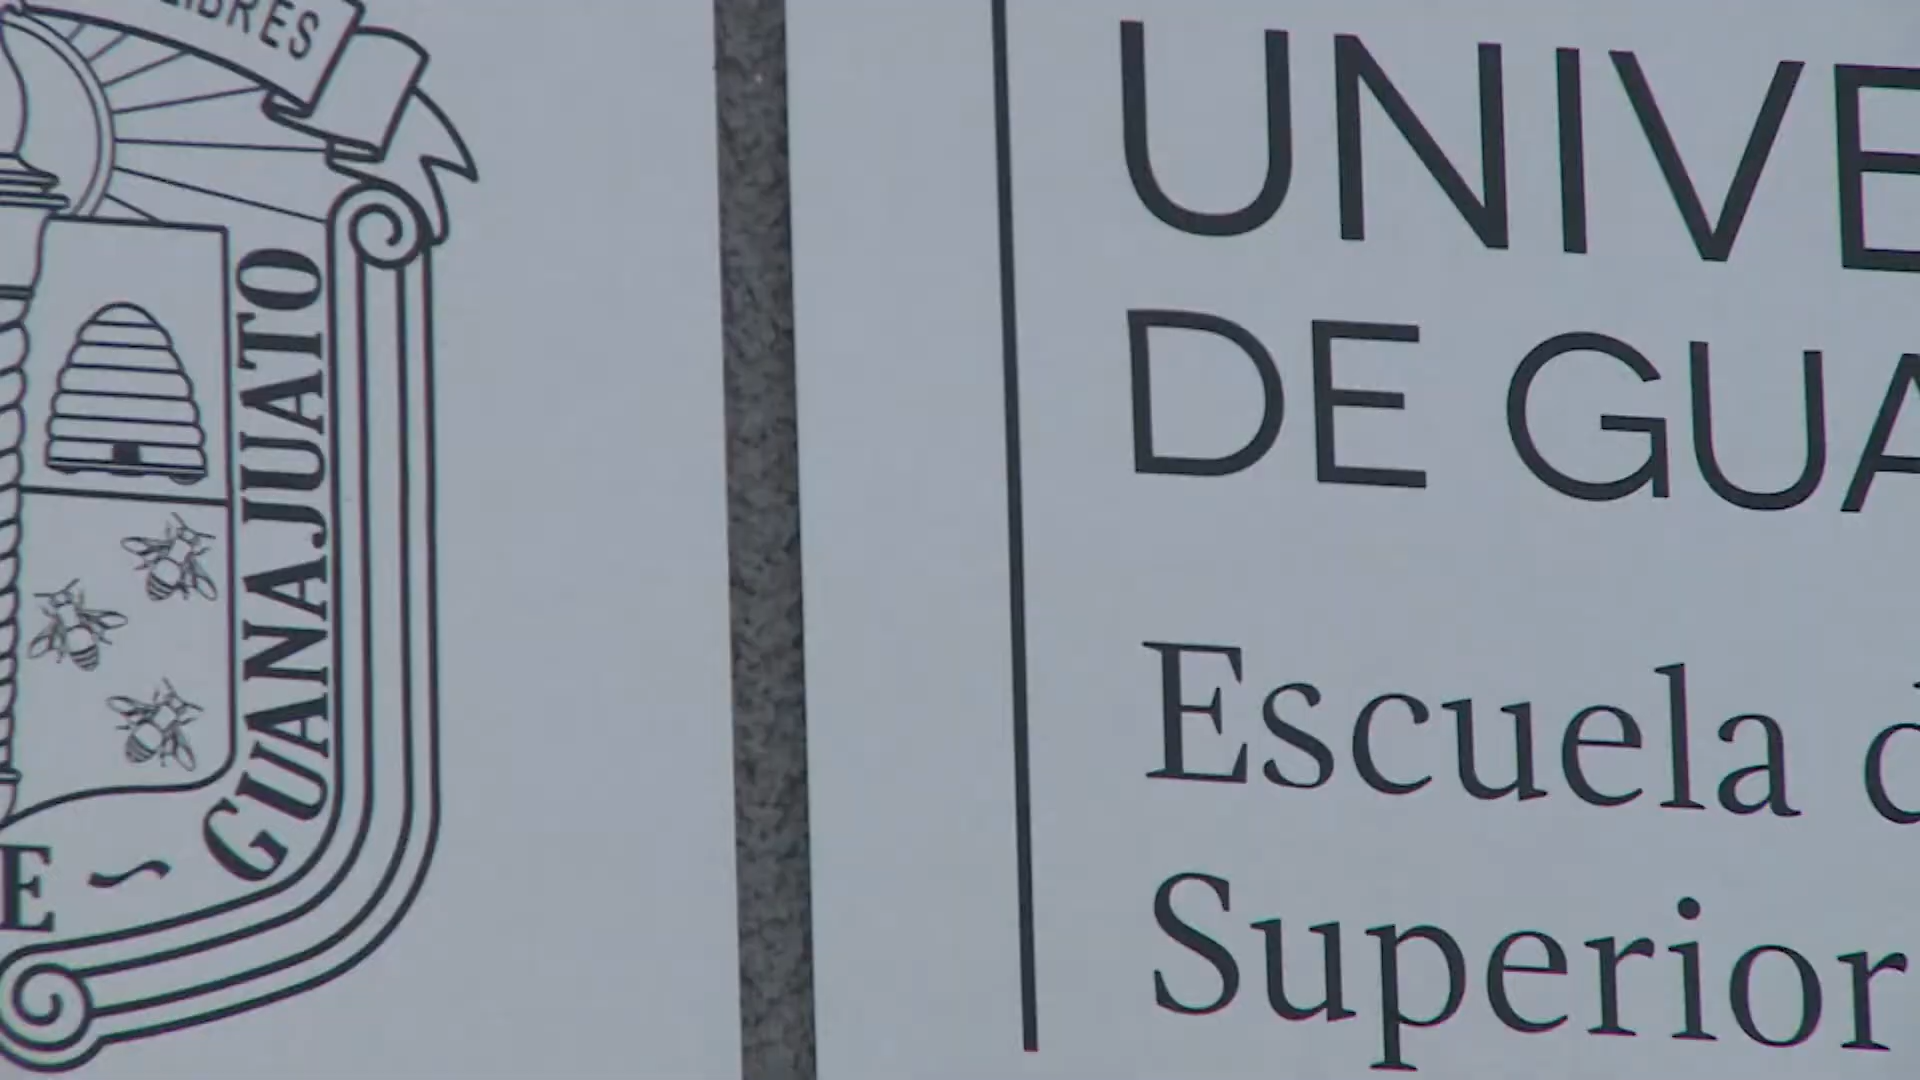 LIBRES
GUANAJUATO
E ~
UNIVE
DE GUA
Escuela d
Superior